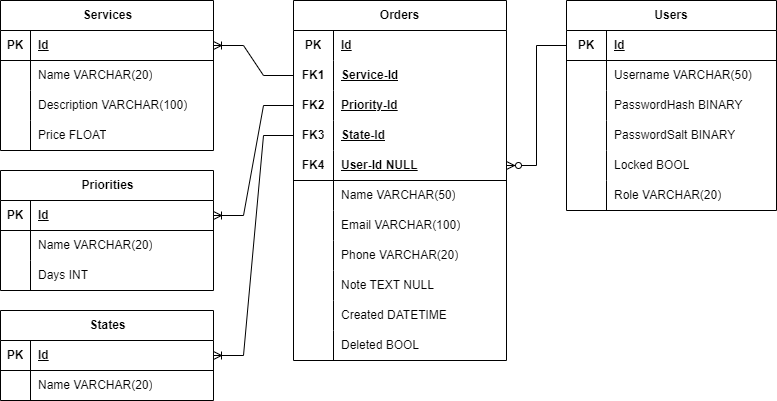 Services
PK Id
Name VARCHAR(20)
Description VARCHAR(100)
Price FLOAT
Priorities
PK Id
Name VARCHAR(20)
Days INT
States
PK Id
Name VARCHAR(20)
Orders
PK Id
FK1 Service-Id
FK2 Priority-Id
FK3 State-Id
FK4 User-Id NULL
Name VARCHAR(50)
Email VARCHAR(100)
Phone VARCHAR(20)
Note TEXT NULL
Created DATETIME
Deleted BOOL
Users
PK Id
Username VARCHAR(50)
PasswordHash BINARY
PasswordSalt BINARY
Locked BOOL
Role VARCHAR(20)